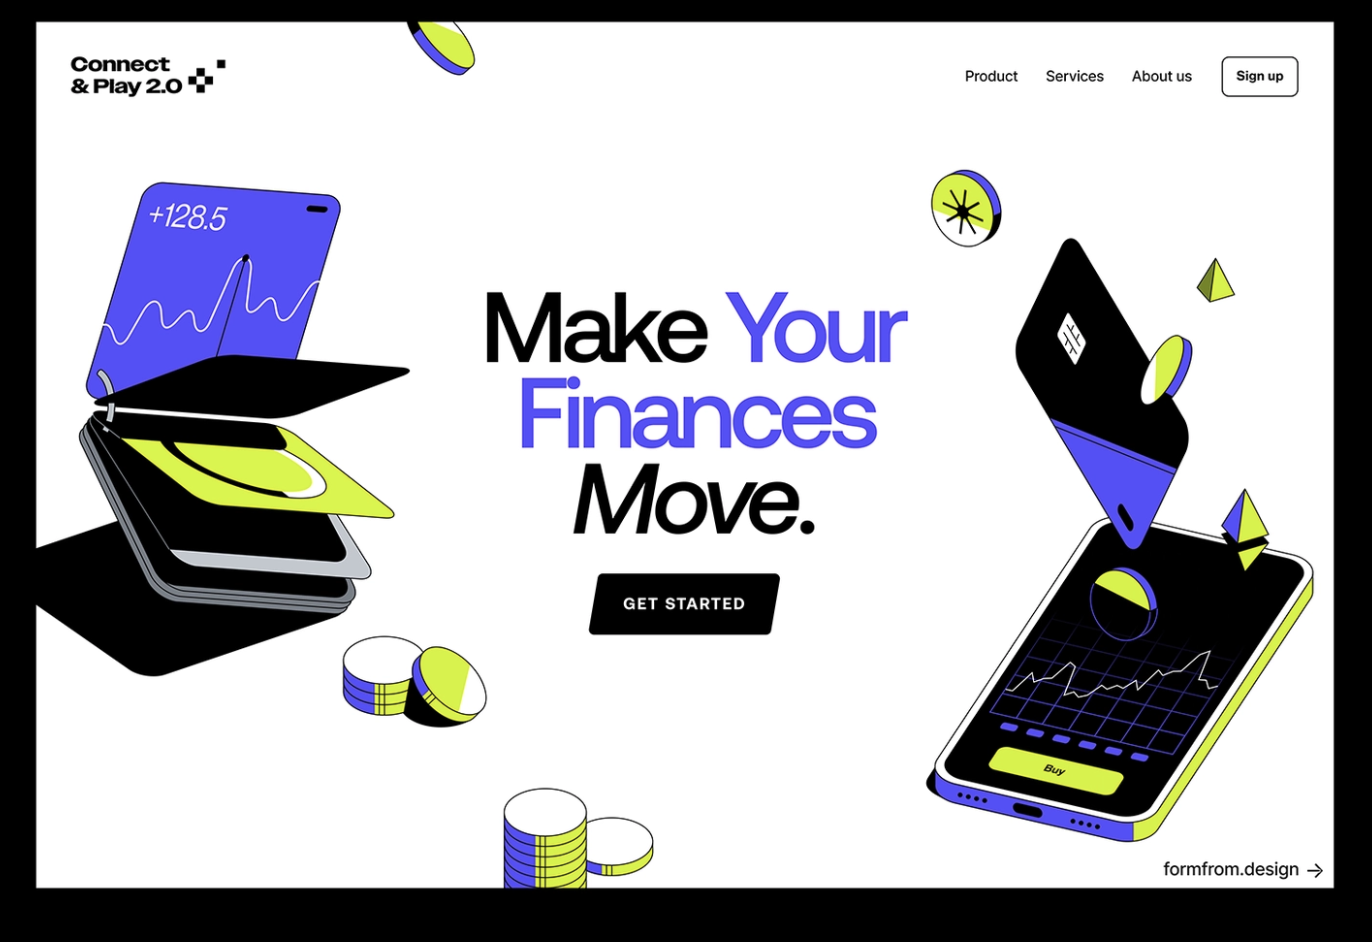 Connect
& Play 2.0
Product Services About us Sign up
+128.5
Make Your
Finances
Move.
GET STARTED
Buy
formfrom.design →